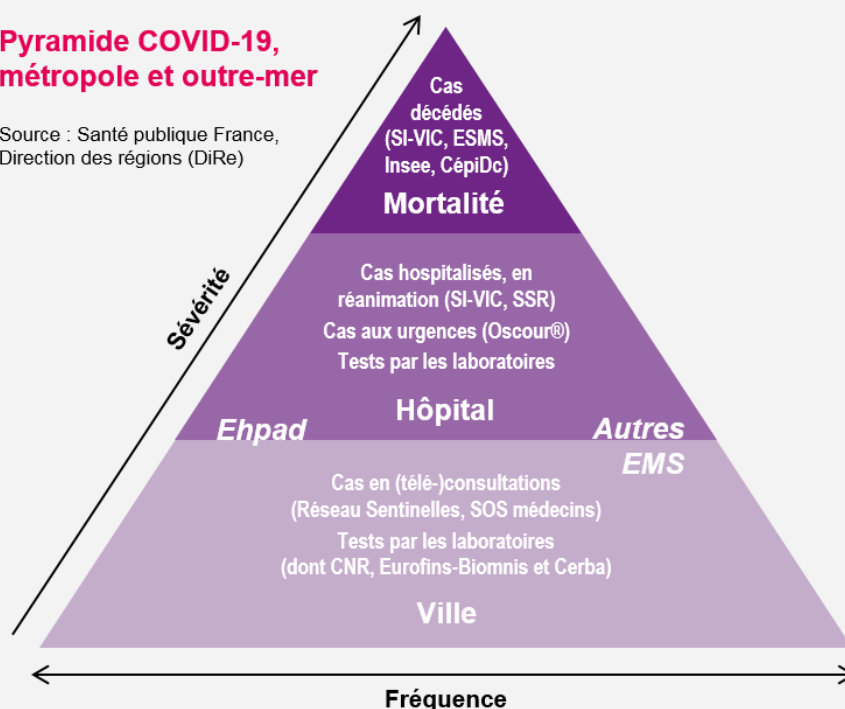 Pyramide COVID-19,
métropole et outre-mer
Source : Santé publique France,
Direction des régions (DiRe)
Sévérité
Cas
décédés
(SI-VIC, ESMS,
Insee, CépiDc)
Mortalité
Cas hospitalisés, en
réanimation (SI-VIC, SSR)
Cas aux urgences (Oscour®)
Tests par les laboratoires
Hôpital
Ehpad
Autres
EMS
Cas en (télé-)consultations
(Réseau Sentinelles, SOS médecins)
Tests par les laboratoires
(dont CNR, Eurofins-Biomnis et Cerba)
Ville
Fréquence